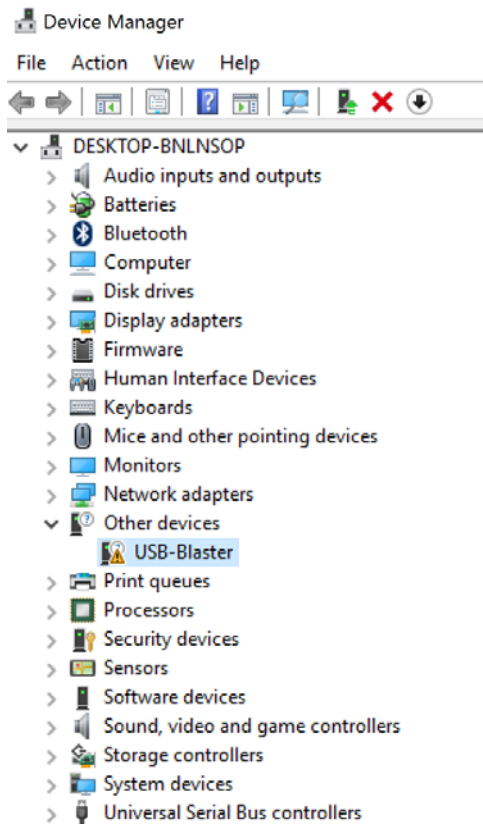 Device Manager
File Action View Help
DESKTOP-BNLNSOP
Audio inputs and outputs
Batteries
Bluetooth
Computer
Disk drives
Display adapters
Firmware
Human Interface Devices
Keyboards
Mice and other pointing devices
Monitors
Network adapters
Other devices
USB-Blaster
Print queues
Processors
Security devices
Sensors
Software devices
Sound, video and game controllers
Storage controllers
System devices
Universal Serial Bus controllers